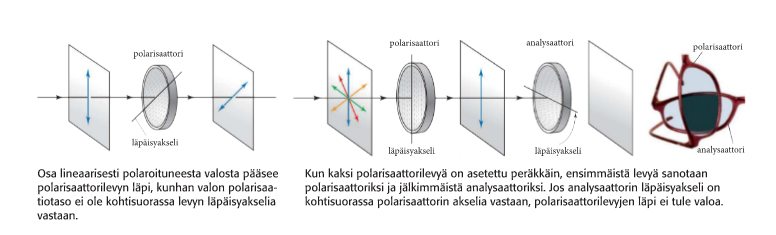 polarisaattori
läpäisyakseli
Osa lineaarisesti polaroituneesta valosta pääsee
polarisaattorilevyn läpi, kunhan valon polarisaa-
tiotaso ei ole kohtisuorassa levyn läpäisyakselia
vastaan.
polarisaattori
analysaattori
läpäisyakseli
läpäisyakseli
polarisaattori
analysaattori
Kun kaksi polarisaattorilevyä on asetettu peräkkäin, ensimmäistä levyä sanotaan
polarisaattoriksi ja jälkimmäistä analysaattoriksi. Jos analysaattorin läpäisyakseli on
kohtisuorassa polarisaattorin akselia vastaan, polarisaattorilevyjen läpi ei tule valoa.